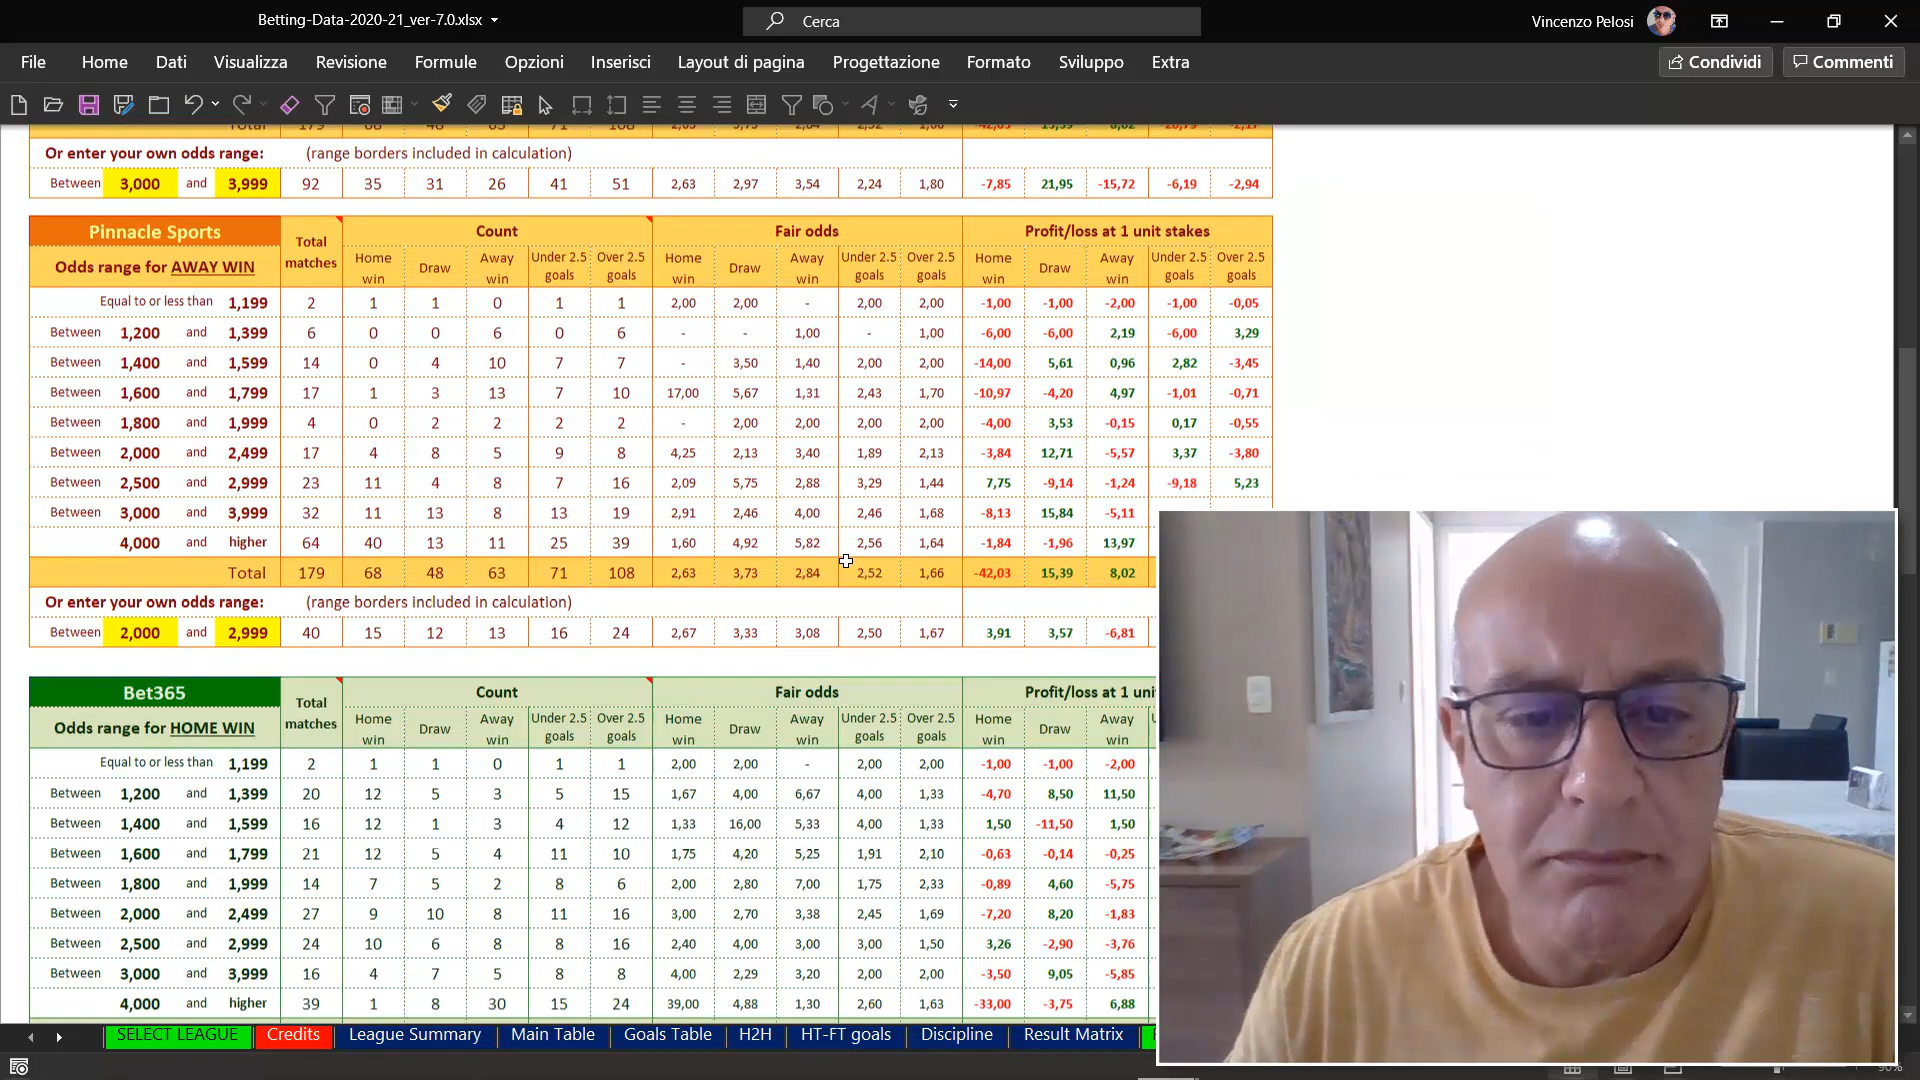 Betting-Data-2020-21_ver-7.0.xlsx
Cerca
Vincenzo Pelosi
File Home Dati Visualizza Revisione Formule Opzioni Inserisci Layout di pagina Progettazione Formato Sviluppo Extra
Condividi Commenti
Total 179 68 48 63 71 108 2,63 3,73 2,84 2,52 1,66 -42,03 15,39 8,02
Or enter your own odds range: (range borders included in calculation)
Between 3,000 and 3,999 92 35 31 26 41 51 2,63 2,97 3,54 2,24 1,80 -7,85 21,95 -15,72 -6,19 -2,94
Pinnacle Sports Total matches Count Fair odds Profit/loss at 1 unit stakes
Odds range for AWAY WIN Home win Draw Away win Under 2.5 goals Over 2.5 goals Home win Draw Away win Under 2.5 goals Over 2.5 goals Home win Draw Away win Under 2.5 goals Over 2.5 goals
Equal to or less than 1,199 2 1 1 0 1 1 2,00 2,00 - 2,00 2,00 -1,00 -1,00 -2,00 -1,00 -0,05
Between 1,200 and 1,399 6 0 0 6 0 6 - - 1,00 - 1,00 -6,00 -6,00 2,19 -6,00 3,29
Between 1,400 and 1,599 14 0 4 10 7 7 - 3,50 1,40 2,00 2,00 -14,00 5,61 0,96 2,82 -3,45
Between 1,600 and 1,799 17 1 3 13 7 10 17,00 5,67 1,31 2,43 1,70 -10,97 -4,20 4,97 -1,01 -0,71
Between 1,800 and 1,999 4 0 2 2 2 2 - 2,00 2,00 2,00 2,00 -4,00 3,53 -0,15 0,17 -0,55
Between 2,000 and 2,499 17 4 8 5 9 8 4,25 2,13 3,40 1,89 2,13 -3,84 12,71 -5,57 3,37 -3,80
Between 2,500 and 2,999 23 11 4 8 7 16 2,09 5,75 2,88 3,29 1,44 7,75 -9,14 -1,24 -9,18 5,23
Between 3,000 and 3,999 32 11 13 8 13 19 2,91 2,46 4,00 2,46 1,68 -8,13 15,84 -5,11
4,000 and higher 64 40 13 11 25 39 1,60 4,92 5,82 2,56 1,64 -1,84 -1,96 13,97
Total 179 68 48 63 71 108 2,63 3,73 2,84 2,52 1,66 -42,03 15,39 8,02
Or enter your own odds range: (range borders included in calculation)
Between 2,000 and 2,999 40 15 12 13 16 24 2,67 3,33 3,08 2,50 1,67 3,91 3,57 -6,81
Bet365 Total matches Count Fair odds Profit/loss at 1 uni
Odds range for HOME WIN Home win Draw Away win Under 2.5 goals Over 2.5 goals Home win Draw Away win Under 2.5 goals Over 2.5 goals Home win Draw Away win
Equal to or less than 1,199 2 1 1 0 1 1 2,00 2,00 - 2,00 2,00 -1,00 -1,00 -2,00
Between 1,200 and 1,399 20 12 5 3 5 15 1,67 4,00 6,67 4,00 1,33 -4,70 8,50 11,50
Between 1,400 and 1,599 16 12 1 3 4 12 1,33 16,00 5,33 4,00 1,33 1,50 -11,50 1,50
Between 1,600 and 1,799 21 12 5 4 11 10 1,75 4,20 5,25 1,91 2,10 -0,63 -0,14 -0,25
Between 1,800 and 1,999 14 7 5 2 8 6 2,00 2,80 7,00 1,75 2,33 -0,89 4,60 -5,75
Between 2,000 and 2,499 27 9 10 8 11 16 3,00 2,70 3,38 2,45 1,69 -7,20 8,20 -1,83
Between 2,500 and 2,999 24 10 6 8 8 16 2,40 4,00 3,00 3,00 1,50 3,26 -2,90 -3,76
Between 3,000 and 3,999 16 4 7 5 8 8 4,00 2,29 3,20 2,00 2,00 -3,50 9,05 -5,85
4,000 and higher 39 1 8 30 15 24 39,00 4,88 1,30 2,60 1,63 -33,00 -3,75 6,88
SELECT LEAGUE Credits League Summary Main Table Goals Table H2H HT-FT goals Discipline Result Matrix